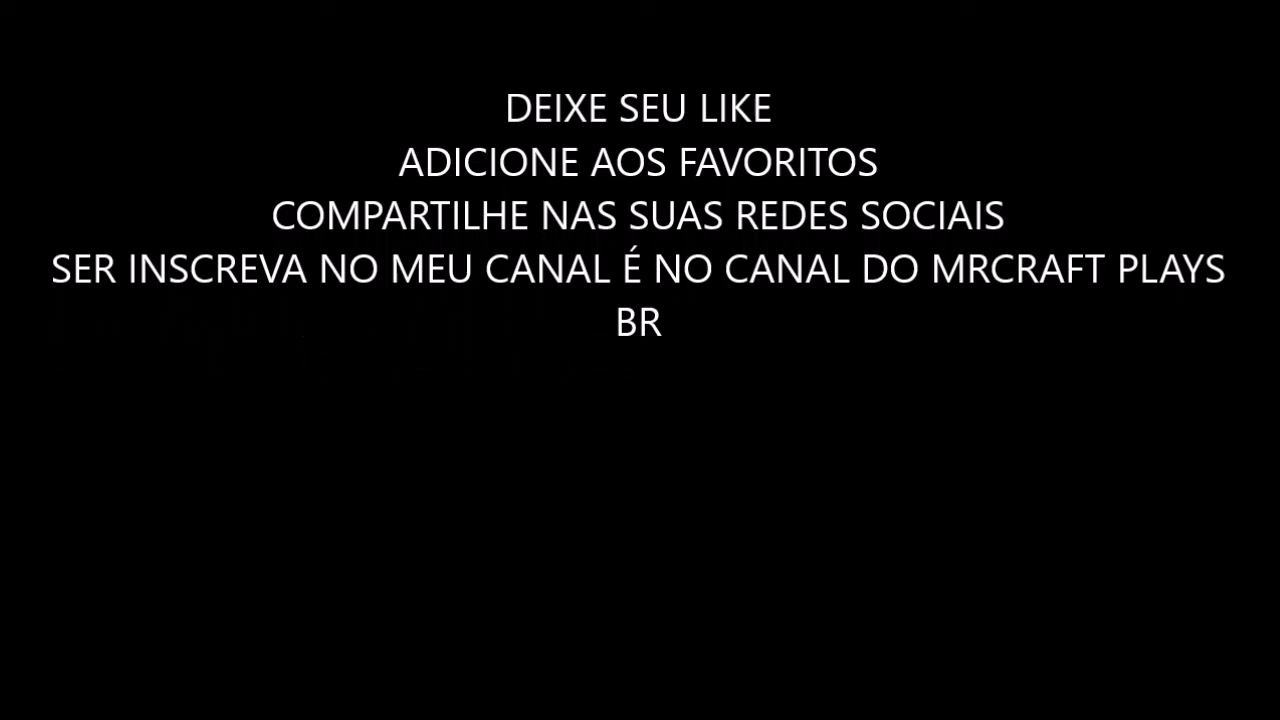 DEIXE SEU LIKE
ADICIONE AOS FAVORITOS
COMPARTILHE NAS SUAS REDES SOCIAIS
SER INSCREVA NO MEU CANAL É NO CANAL DO MRCRAFT PLAYS
BR